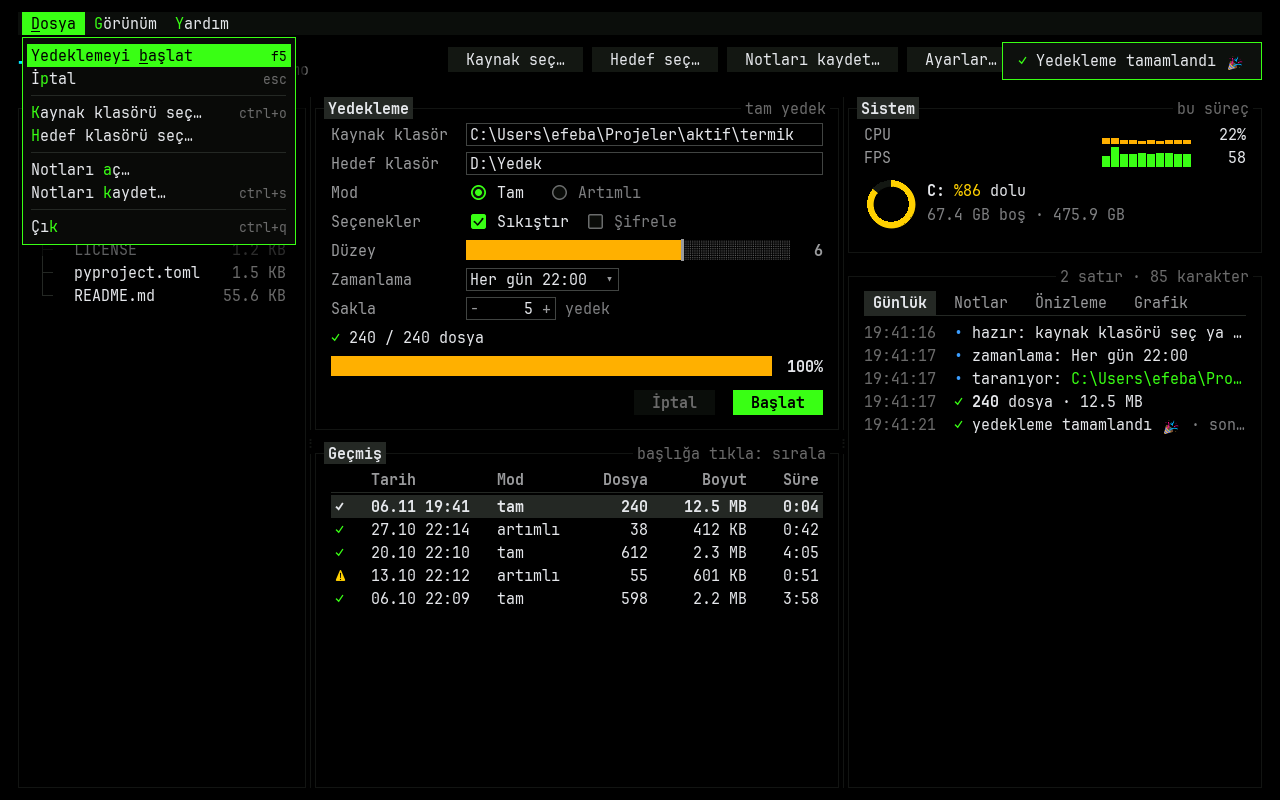 Dosya Görünüm Yardım
Yedeklemeyi başlat f5
İptal esc
Kaynak klasörü seç… ctrl+o
Hedef klasörü seç…
Notları aç…
Notları kaydet… ctrl+s
Çık ctrl+q
LICENSE 1.2 KB
pyproject.toml 1.5 KB
README.md 55.6 KB
Kaynak seç… Hedef seç… Notları kaydet… Ayarlar…
✓ Yedekleme tamamlandı 🎉
Yedekleme tam yedek
Kaynak klasör C:\Users\efeba\Projeler\aktif\termik
Hedef klasör D:\Yedek
Mod Tam Artımlı
Seçenekler Sıkıştır Şifrele
Düzey 6
Zamanlama Her gün 22:00
Sakla - 5 + yedek
✓ 240 / 240 dosya
100%
İptal Başlat
Geçmiş başlığa tıkla: sırala
Tarih Mod Dosya Boyut Süre
✓ 06.11 19:41 tam 240 12.5 MB 0:04
✓ 27.10 22:14 artımlı 38 412 KB 0:42
✓ 20.10 22:10 tam 612 2.3 MB 4:05
⚠ 13.10 22:12 artımlı 55 601 KB 0:51
✓ 06.10 22:09 tam 598 2.2 MB 3:58
Sistem bu süreç
CPU 22%
FPS 58
C: %86 dolu
67.4 GB boş · 475.9 GB
2 satır · 85 karakter
Günlük Notlar Önizleme Grafik
19:41:16 • hazır: kaynak klasörü seç ya …
19:41:17 • zamanlama: Her gün 22:00
19:41:17 • taranıyor: C:\Users\efeba\Pro…
19:41:17 ✓ 240 dosya · 12.5 MB
19:41:21 ✓ yedekleme tamamlandı 🎉 · son…